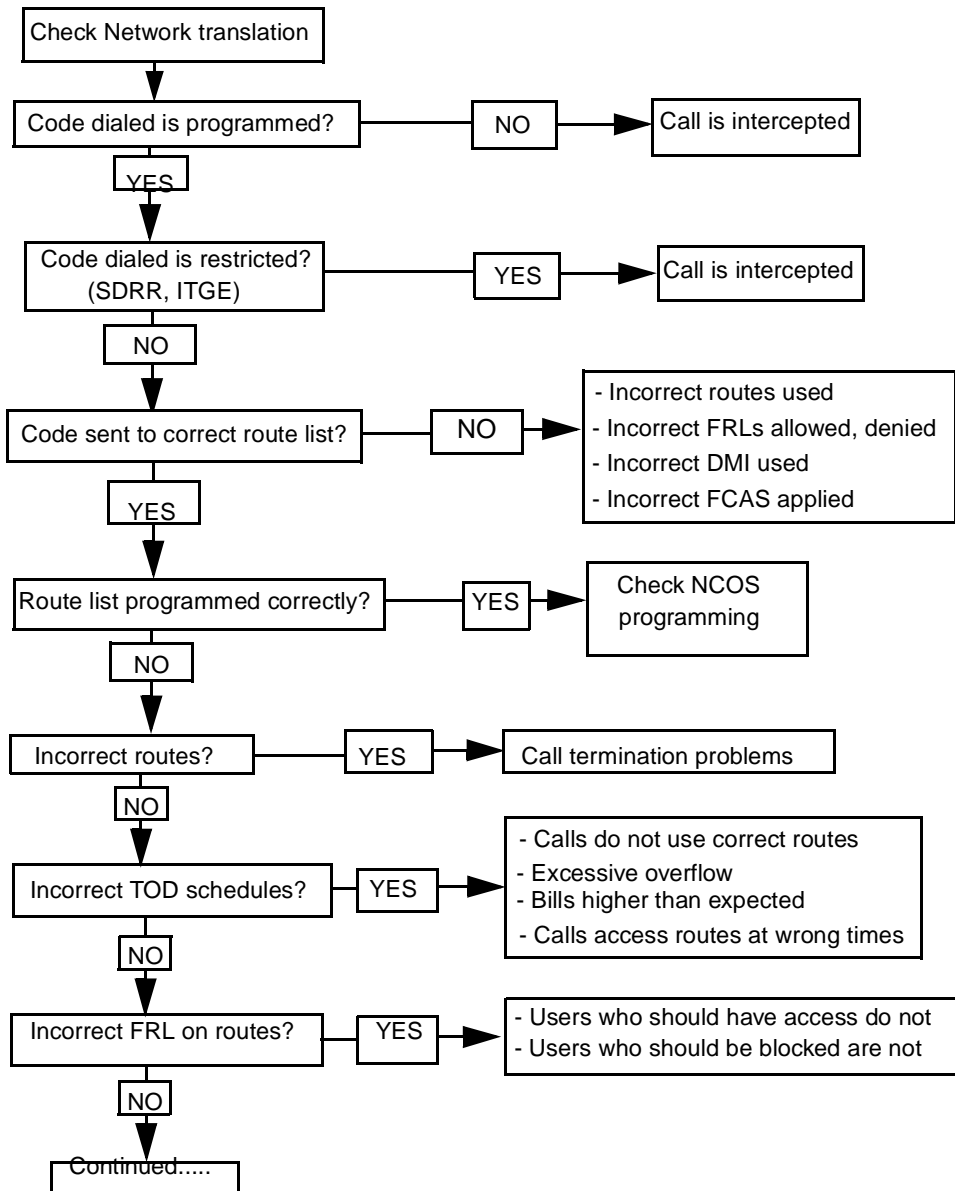 Check Network translation
Code dialed is programmed?
NO
Call is intercepted
YES
Code dialed is restricted?
(SDRR, ITGE)
YES
Call is intercepted
NO
Code sent to correct route list?
NO
- Incorrect routes used
- Incorrect FRLs allowed, denied
- Incorrect DMI used
- Incorrect FCAS applied
YES
Route list programmed correctly?
YES
Check NCOS
programming
NO
Incorrect routes?
YES
Call termination problems
NO
Incorrect TOD schedules?
YES
- Calls do not use correct routes
- Excessive overflow
- Bills higher than expected
- Calls access routes at wrong times
NO
Incorrect FRL on routes?
YES
- Users who should have access do not
- Users who should be blocked are not
NO
Continued.....